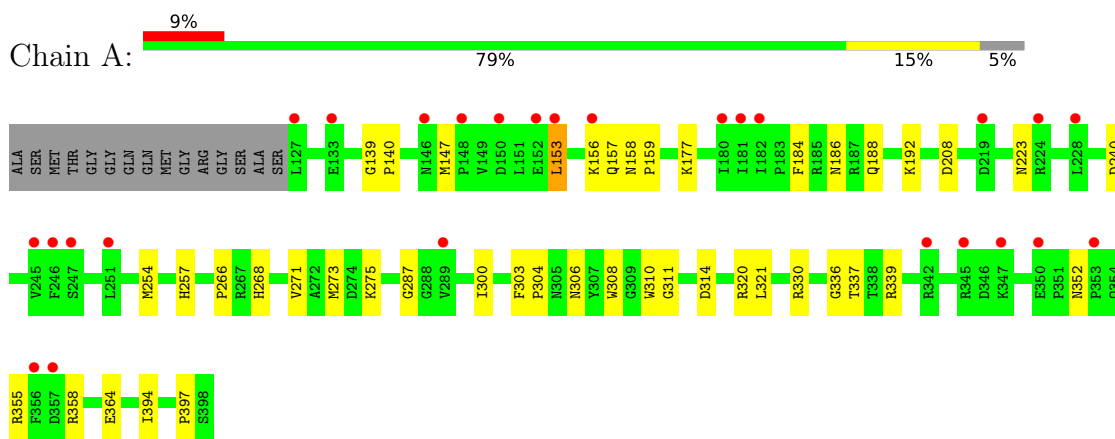 9%
Chain A:
79% 15% 5%
ALA SER MET THR GLY GLY GLN GLN MET GLY ARG GLY SER ALA SER L127 E133 G139 P140 N146 M147 P148 V149 D150 L151 E152 L153 K156 Q157 N158 P159 K177 I180 I181 I182 P183 F184 R185 N186 R187 Q188 K192 D208 D219 N223 R224 L228
V245 F246 S247 L251 M254 H257 P266 R267 H268 V271 A272 M273 D274 K275 G287 G288 V289 I300 F303 P304 N305 N306 Y307 W308 G309 W310 G311 D314 R320 L321 R330 G336 T337 T338 R339 R342 R345 D346 K347 E350 P351 N352 P353
R355 F356 D357 R358 E364 I394 P397 S398